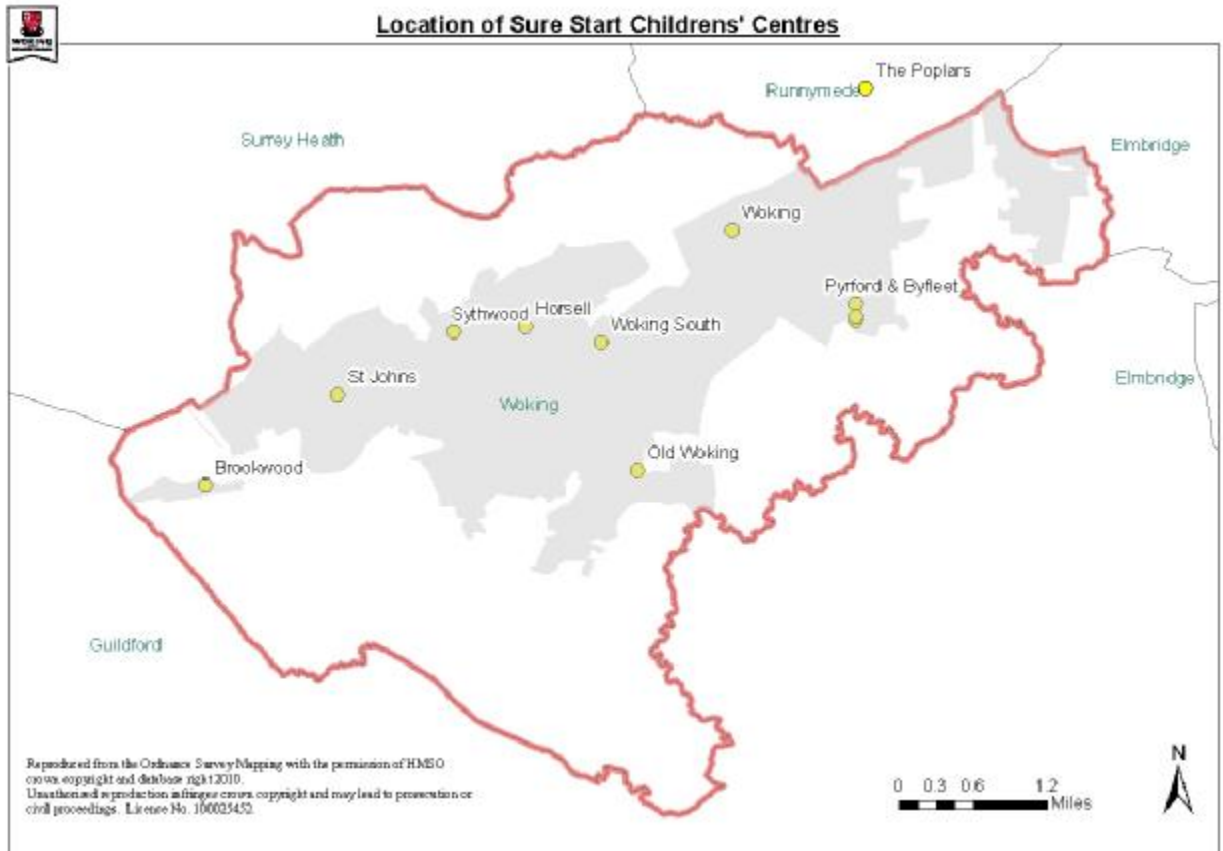 Location of Sure Start Childrens' Centres
WOKING
The Poplars
Runnymede
Surrey Heath
Elmbridge
Woking
Pyrford & Byfleet
Sythwood
Horsell
Woking South
St Johns
Elmbridge
Woking
Old Woking
Brookwood
Guildford
Reproduced from the Ordnance Survey Mapping with the permission of HMSO
crown copyright and database right 2010.
Unauthorised reproduction infringes crown copyright and may lead to prosecution or
civil proceedings. Licence No. 100025452.
N
0 0.3 0.6 1.2
Miles